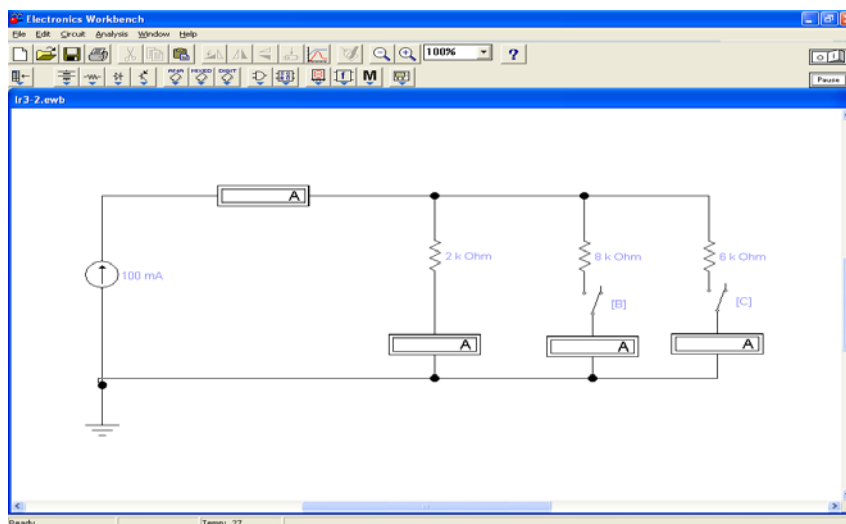 Electronics Workbench
File Edit Circuit Analysis Window Help
100%
?
M
Pause
lr3-2.ewb
A
100 mA
2 k Ohm
8 k Ohm
6 k Ohm
[B]
[C]
A
A
A
Ready
Temp: 27